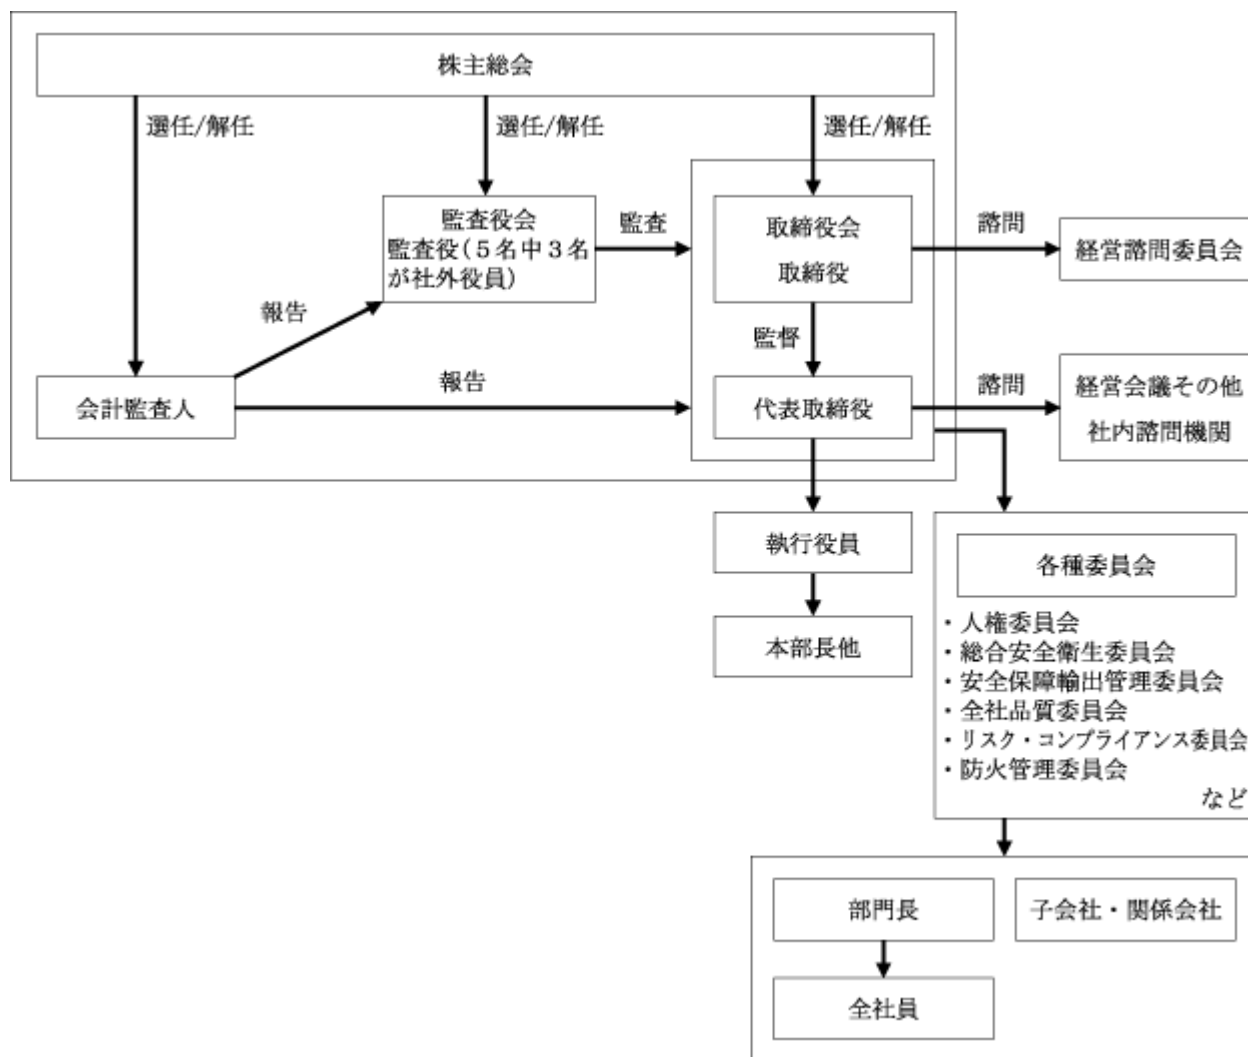 株主総会
選任/解任
選任/解任
選任/解任
監査役会
監査役(５名中３名
が社外役員)
監査
取締役会
取締役
諮問
経営諮問委員会
報告
監督
会計監査人
報告
代表取締役
諮問
経営会議その他
社内諮問機関
執行役員
本部長他
各種委員会
・人権委員会
・総合安全衛生委員会
・安全保障輸出管理委員会
・全社品質委員会
・リスク・コンプライアンス委員会
・防火管理委員会
など
部門長
子会社・関係会社
全社員